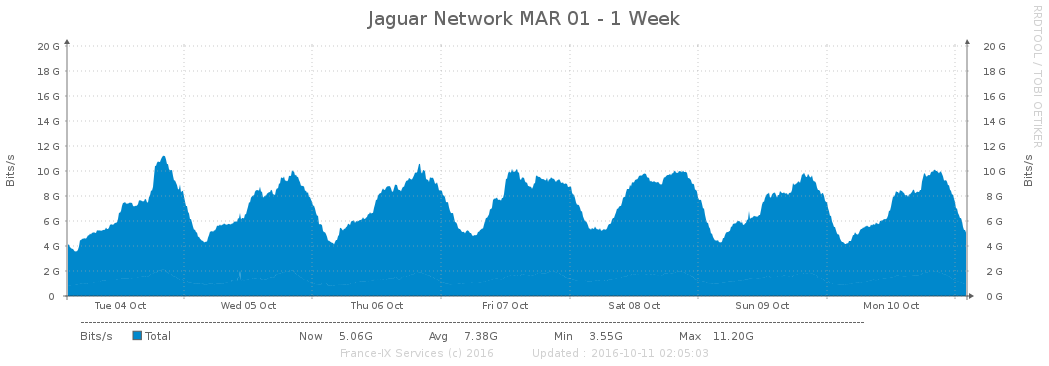 Jaguar Network MAR 01 - 1 Week
RRDTOOL / TOBI OETIKER
Bits/s
20 G 20 G
18 G 18 G
16 G 16 G
14 G 14 G
12 G 12 G
10 G 10 G
8 G 8 G
6 G 6 G
4 G 4 G
2 G 2 G
0 0 G
Bits/s
Tue 04 Oct Wed 05 Oct Thu 06 Oct Fri 07 Oct Sat 08 Oct Sun 09 Oct Mon 10 Oct
Bits/s Total Now 5.06G Avg 7.38G Min 3.55G Max 11.20G
France-IX Services (c) 2016 Updated : 2016-10-11 02:05:03